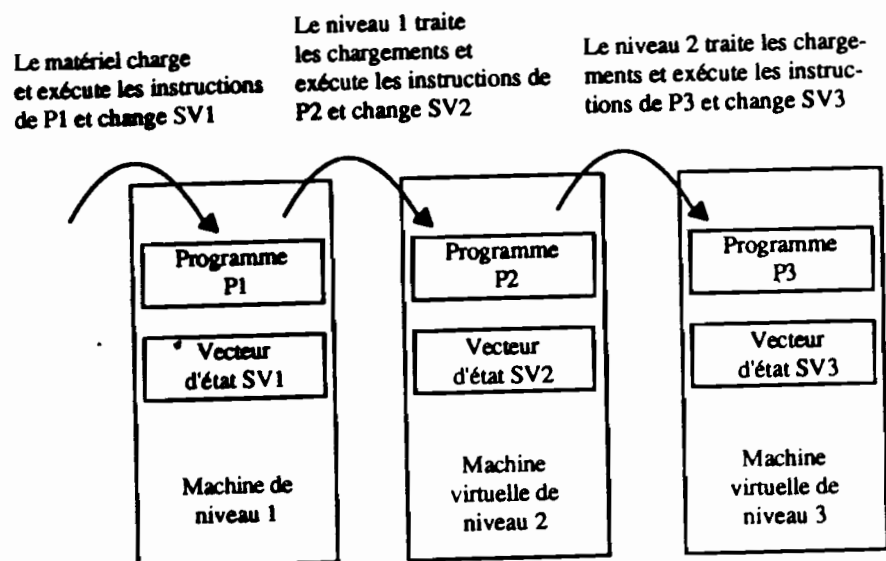 Le matériel charge
et exécute les instructions
de P1 et change SV1
Le niveau 1 traite
les chargements et
exécute les instructions de
P2 et change SV2
Le niveau 2 traite les charge-
ments et exécute les instruc-
tions de P3 et change SV3
Programme
P1
Vecteur
d'état SV1
Machine de
niveau 1
Programme
P2
Vecteur
d'état SV2
Machine
virtuelle de
niveau 2
Programme
P3
Vecteur
d'état SV3
Machine
virtuelle de
niveau 3